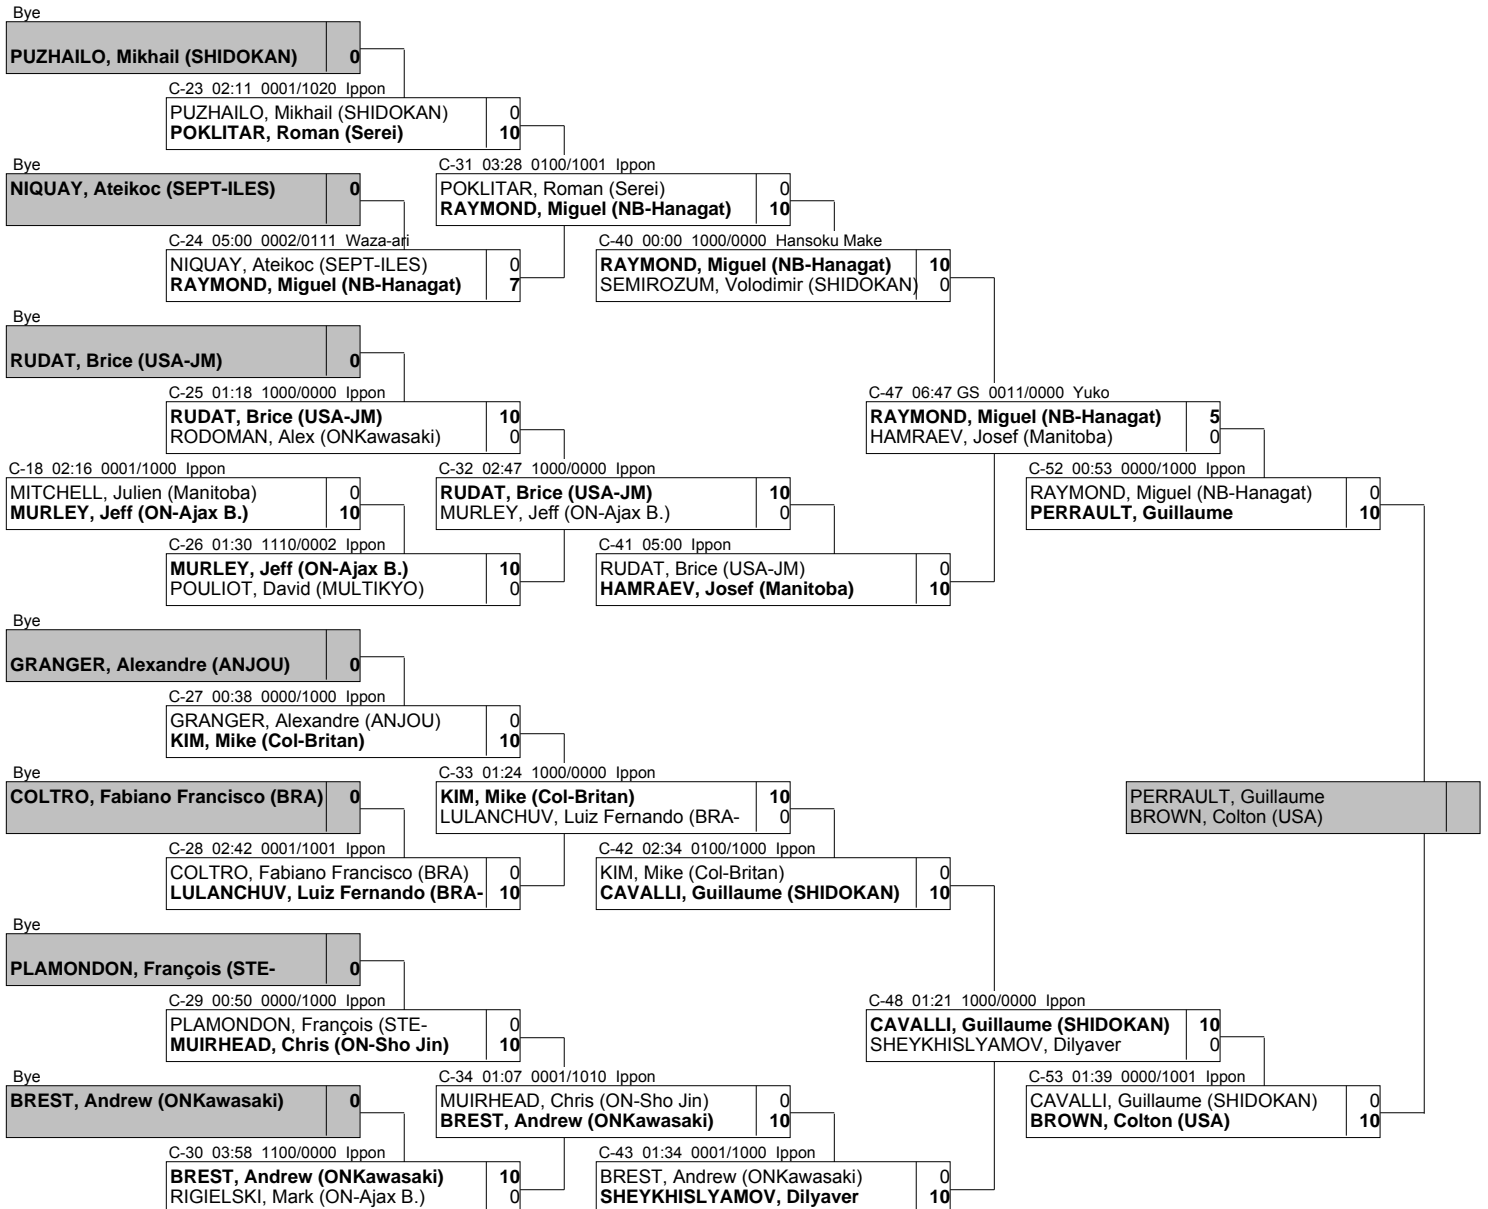 Bye
PUZHAILO, Mikhail (SHIDOKAN) 0
C-23 02:11 0001/1020 Ippon
PUZHAILO, Mikhail (SHIDOKAN) 0
POKLITAR, Roman (Serei) 10
Bye
NIQUAY, Ateikoc (SEPT-ILES) 0
C-31 03:28 0100/1001 Ippon
POKLITAR, Roman (Serei) 0
RAYMOND, Miguel (NB-Hanagat) 10
C-24 05:00 0002/0111 Waza-ari
NIQUAY, Ateikoc (SEPT-ILES) 0
RAYMOND, Miguel (NB-Hanagat) 7
C-40 00:00 1000/0000 Hansoku Make
RAYMOND, Miguel (NB-Hanagat) 10
SEMIROZUM, Volodimir (SHIDOKAN) 0
Bye
RUDAT, Brice (USA-JM) 0
C-25 01:18 1000/0000 Ippon
RUDAT, Brice (USA-JM) 10
RODOMAN, Alex (ONKawasaki) 0
C-47 06:47 GS 0011/0000 Yuko
RAYMOND, Miguel (NB-Hanagat) 5
HAMRAEV, Josef (Manitoba) 0
C-18 02:16 0001/1000 Ippon
MITCHELL, Julien (Manitoba) 0
MURLEY, Jeff (ON-Ajax B.) 10
C-32 02:47 1000/0000 Ippon
RUDAT, Brice (USA-JM) 10
MURLEY, Jeff (ON-Ajax B.) 0
C-52 00:53 0000/1000 Ippon
RAYMOND, Miguel (NB-Hanagat) 0
PERRAULT, Guillaume 10
C-26 01:30 1110/0002 Ippon
MURLEY, Jeff (ON-Ajax B.) 10
POULIOT, David (MULTIKYO) 0
C-41 05:00 Ippon
RUDAT, Brice (USA-JM) 0
HAMRAEV, Josef (Manitoba) 10
Bye
GRANGER, Alexandre (ANJOU) 0
C-27 00:38 0000/1000 Ippon
GRANGER, Alexandre (ANJOU) 0
KIM, Mike (Col-Britan) 10
Bye
COLTRO, Fabiano Francisco (BRA) 0
C-33 01:24 1000/0000 Ippon
KIM, Mike (Col-Britan) 10
LULANCHUV, Luiz Fernando (BRA- 0
PERRAULT, Guillaume
BROWN, Colton (USA)
C-28 02:42 0001/1001 Ippon
COLTRO, Fabiano Francisco (BRA) 0
LULANCHUV, Luiz Fernando (BRA- 10
C-42 02:34 0100/1000 Ippon
KIM, Mike (Col-Britan) 0
CAVALLI, Guillaume (SHIDOKAN) 10
Bye
PLAMONDON, François (STE- 0
C-29 00:50 0000/1000 Ippon
PLAMONDON, François (STE- 0
MUIRHEAD, Chris (ON-Sho Jin) 10
C-48 01:21 1000/0000 Ippon
CAVALLI, Guillaume (SHIDOKAN) 10
SHEYKHISLYAMOV, Dilyaver 0
Bye
BREST, Andrew (ONKawasaki) 0
C-34 01:07 0001/1010 Ippon
MUIRHEAD, Chris (ON-Sho Jin) 0
BREST, Andrew (ONKawasaki) 10
C-53 01:39 0000/1001 Ippon
CAVALLI, Guillaume (SHIDOKAN) 0
BROWN, Colton (USA) 10
C-30 03:58 1100/0000 Ippon
BREST, Andrew (ONKawasaki) 10
RIGIELSKI, Mark (ON-Ajax B.) 0
C-43 01:34 0001/1000 Ippon
BREST, Andrew (ONKawasaki) 0
SHEYKHISLYAMOV, Dilyaver 10